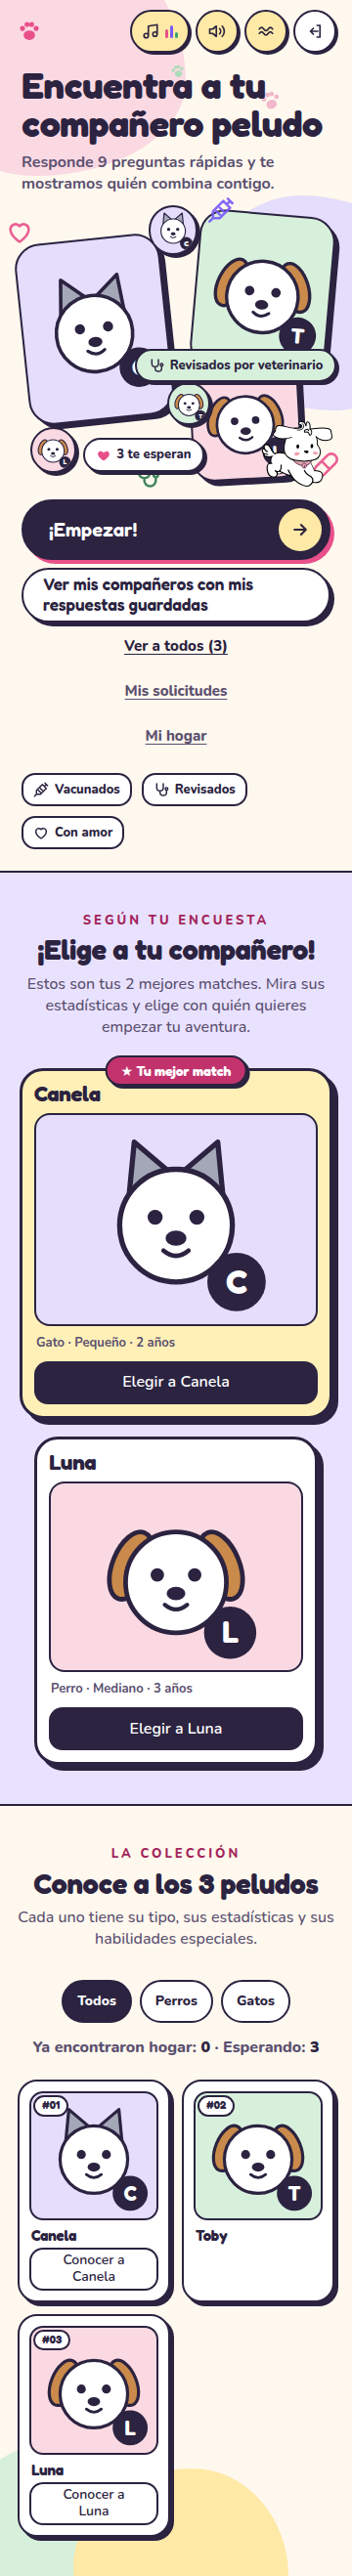 Encuentra a tu
compañero peludo
Responde 9 preguntas rápidas y te
mostramos quién combina contigo.
C
T
Revisados por veterinario
T
L
3 te esperan
¡Empezar!
Ver mis compañeros con mis
respuestas guardadas
Ver a todos (3)
Mis solicitudes
Mi hogar
Vacunados
Revisados
Con amor
SEGÚN TU ENCUESTA
¡Elige a tu compañero!
Estos son tus 2 mejores matches. Mira sus
estadísticas y elige con quién quieres
empezar tu aventura.
★ Tu mejor match
Canela
C
Gato · Pequeño · 2 años
Elegir a Canela
Luna
L
Perro · Mediano · 3 años
Elegir a Luna
LA COLECCIÓN
Conoce a los 3 peludos
Cada uno tiene su tipo, sus estadísticas y sus
habilidades especiales.
Todos
Perros
Gatos
Ya encontraron hogar: 0 · Esperando: 3
#01
C
Canela
Conocer a
Canela
#02
T
Toby
#03
L
Luna
Conocer a
Luna